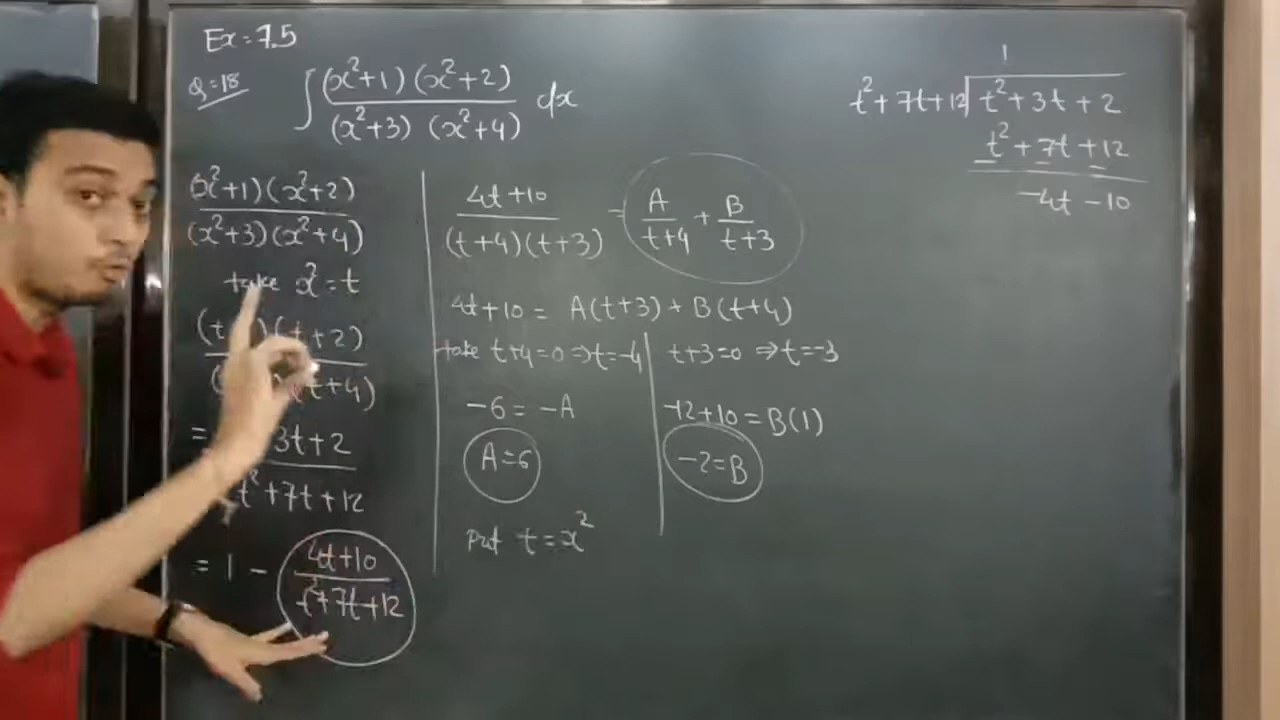 Ex = 7.5
Q=18 ∫ (x²+1) (x²+2) / (x²+3) (x²+4) dx
(x²+1)(x²+2)
(x²+3)(x²+4)
take x²=t
(t )(t+2)
( (t+4)
= 3t+2
t²+7t+12
= 1 - 4t+10
t²+7t+12
4t+10 / (t+4)(t+3) = A / t+4 + B / t+3
4t+10 = A(t+3) + B(t+4)
take t+4=0 ⇒ t=-4
-6 = -A
A=6
Put t = x²
t+3=0 ⇒ t=-3
-12+10 = B(1)
-2=B
1
t²+7t+12 t²+3t+2
t²+7t+12
-4t-10